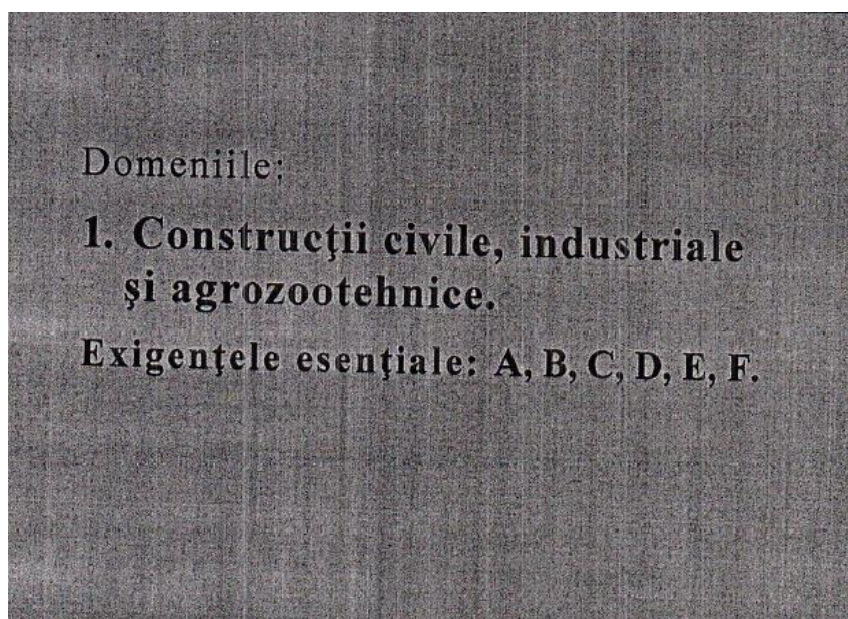 Domeniile:
1. Construcţii civile, industriale
şi agrozootehnice.
Exigenţele esenţiale: A, B, C, D, E, F.